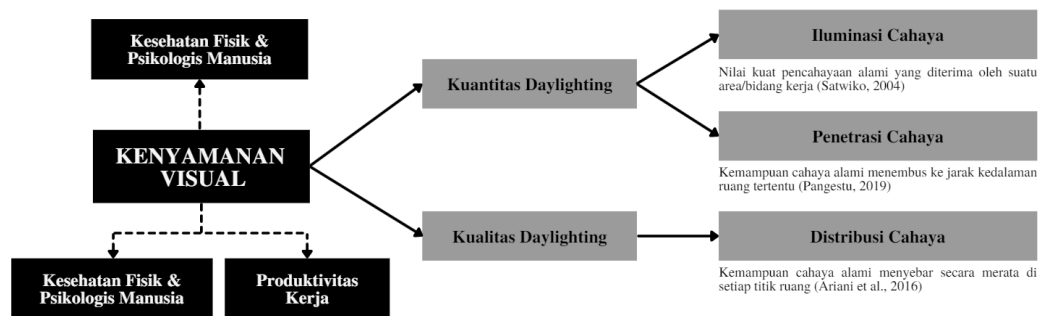 Kesehatan Fisik &
Psikologis Manusia
KENYAMANAN
VISUAL
Kesehatan Fisik &
Psikologis Manusia
Produktivitas
Kerja
Kuantitas Daylighting
Kualitas Daylighting
Iluminasi Cahaya
Nilai kuat pencahayaan alami yang diterima oleh suatu
area/bidang kerja (Satwiko, 2004)
Penetrasi Cahaya
Kemampuan cahaya alami menembus ke jarak kedalaman
ruang tertentu (Pangestu, 2019)
Distribusi Cahaya
Kemampuan cahaya alami menyebar secara merata di
setiap titik ruang (Ariani et al., 2016)